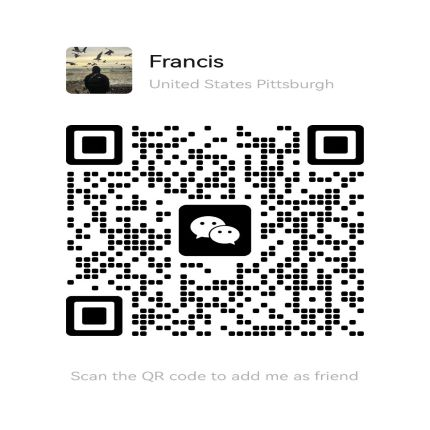 Francis
United States Pittsburgh
Scan the QR code to add me as friend